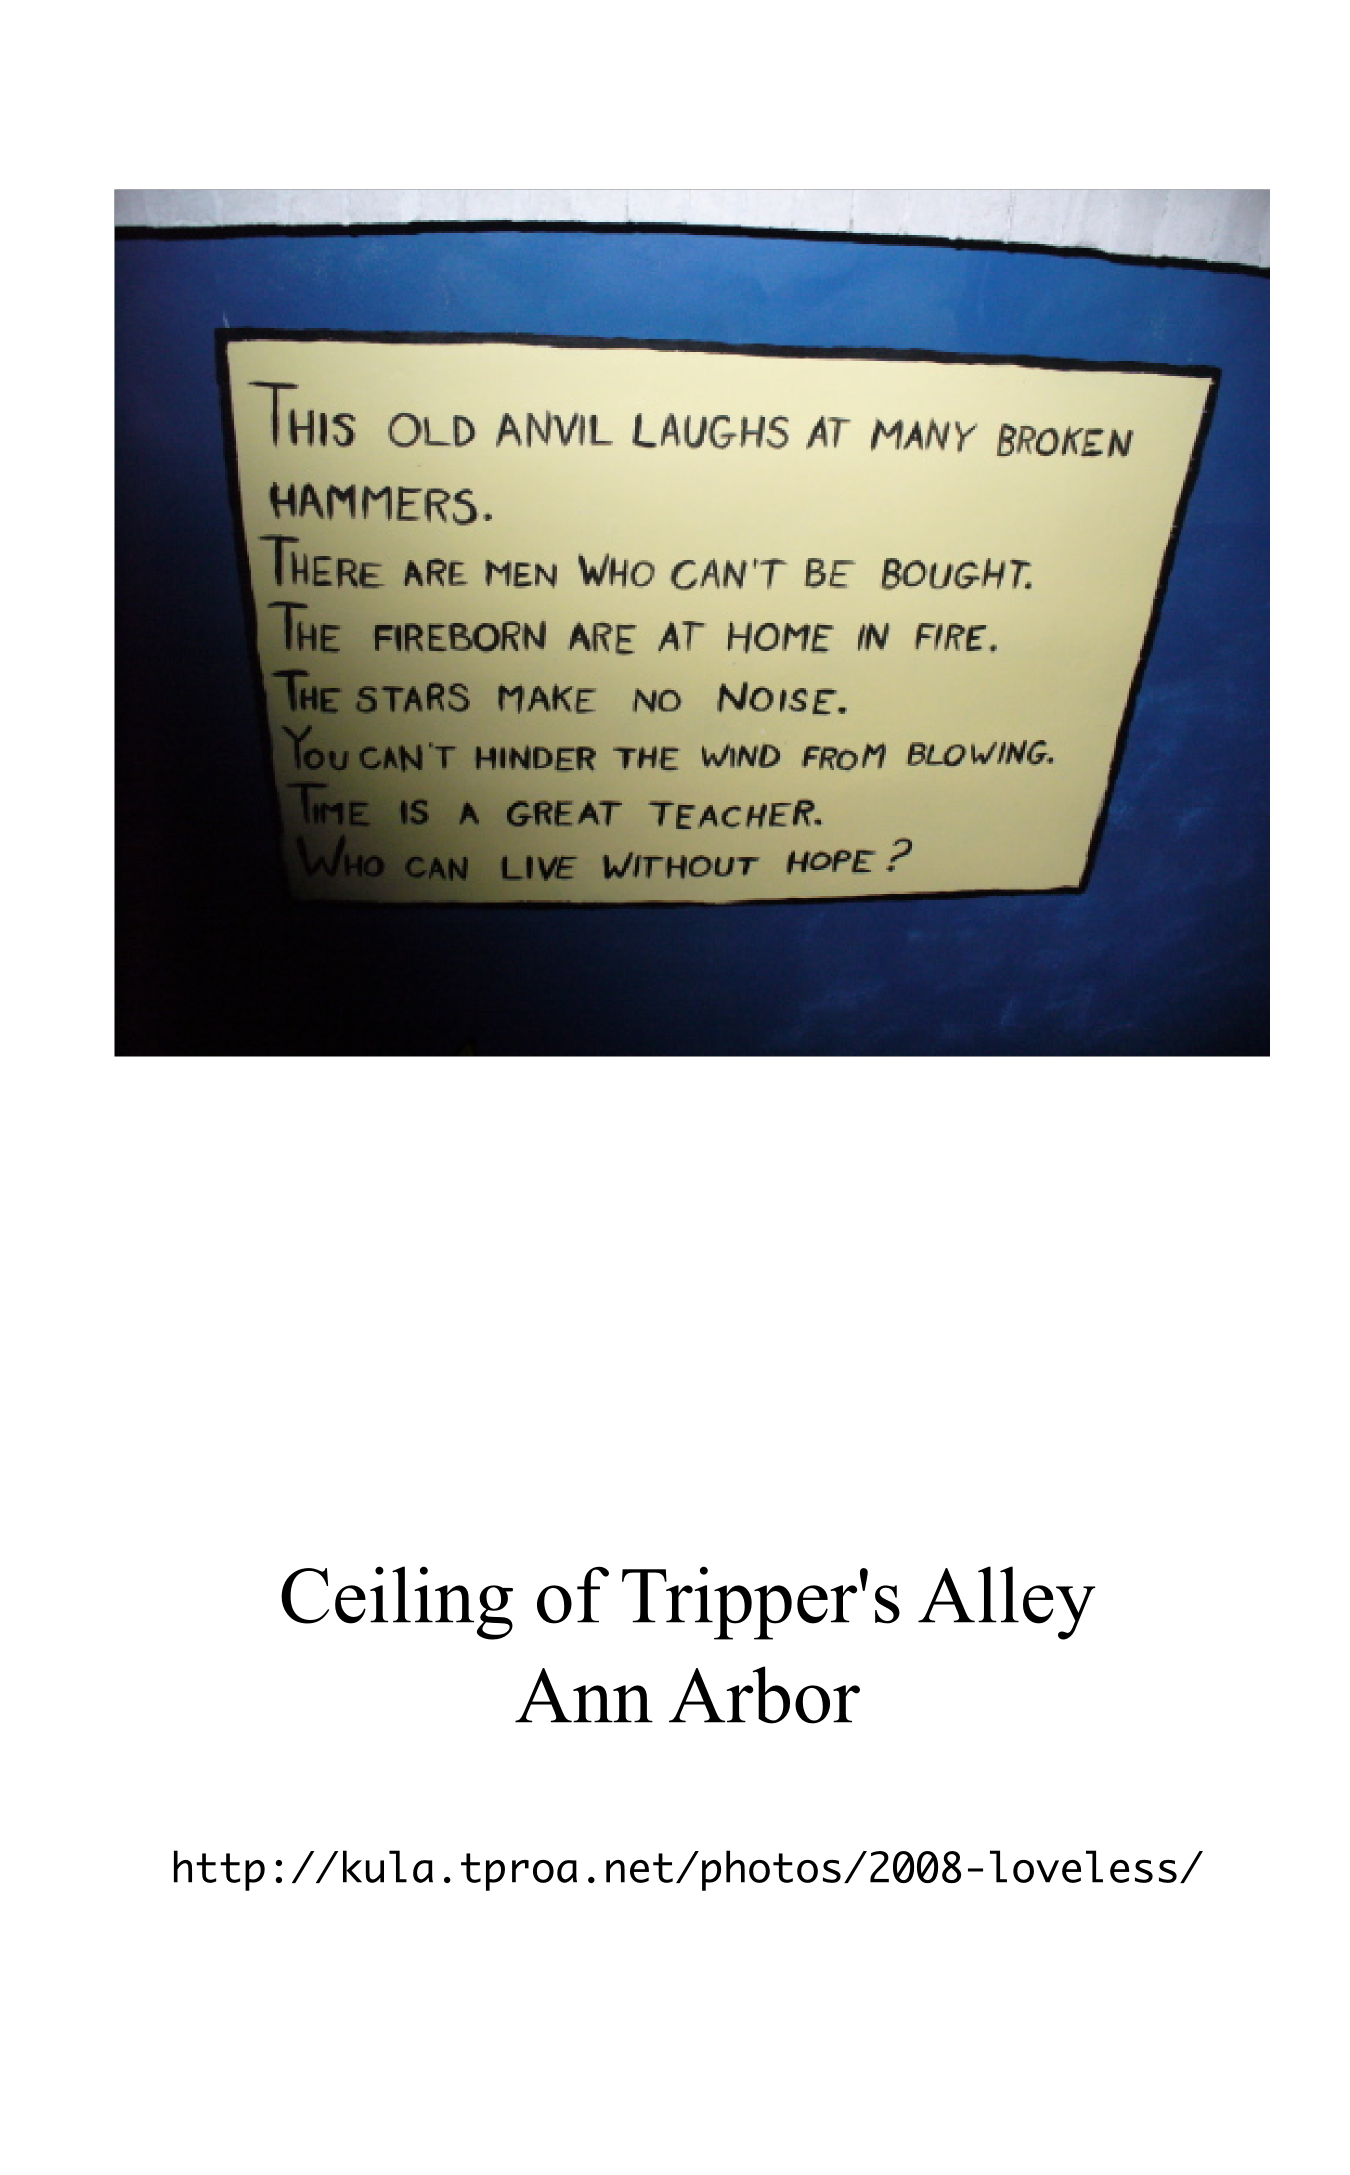 THIS OLD ANVIL LAUGHS AT MANY BROKEN
HAMMERS.
THERE ARE MEN WHO CAN'T BE BOUGHT.
THE FIREBORN ARE AT HOME IN FIRE.
THE STARS MAKE NO NOISE.
YOU CAN'T HINDER THE WIND FROM BLOWING.
TIME IS A GREAT TEACHER.
WHO CAN LIVE WITHOUT HOPE?
Ceiling of Tripper's Alley
Ann Arbor
http://kula.tproa.net/photos/2008-loveless/